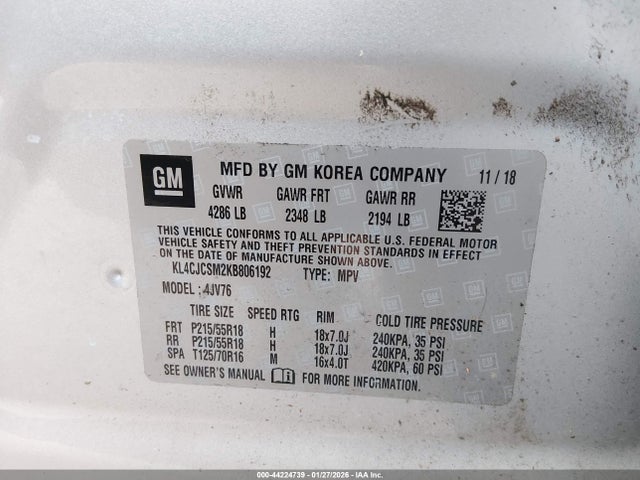 GM
MFD BY GM KOREA COMPANY 11/18
GVWR GAWR FRT GAWR RR
4286 LB 2348 LB 2194 LB
THIS VEHICLE CONFORMS TO ALL APPLICABLE U.S. FEDERAL MOTOR
VEHICLE SAFETY AND THEFT PREVENTION STANDARDS IN EFFECT
ON THE DATE OF MANUFACTURE SHOWN ABOVE.
KL4CJCSM2KB806192 TYPE: MPV
MODEL: 4JV76
TIRE SIZE SPEED RTG RIM COLD TIRE PRESSURE
FRT P215/55R18 H 18x7.0J 240KPA, 35 PSI
RR P215/55R18 H 18x7.0J 240KPA, 35 PSI
SPA T125/70R16 M 16x4.0T 420KPA, 60 PSI
SEE OWNER'S MANUAL FOR MORE INFORMATION.
000-44224739 - 01/27/2026 - IAAI Inc.